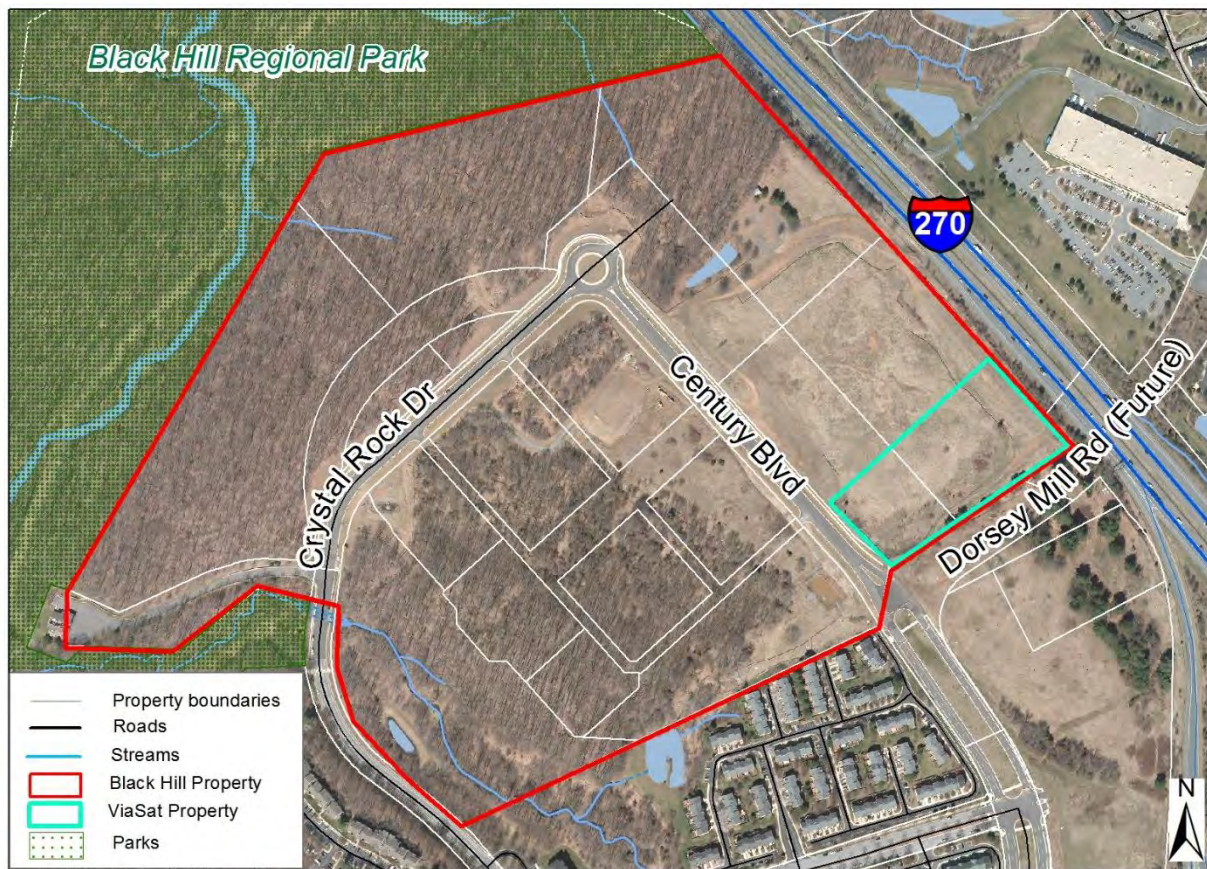 Black Hill Regional Park
270
Crystal Rock Dr
Century Blvd
Dorsey Mill Rd (Future)
Property boundaries
Roads
Streams
Black Hill Property
ViaSat Property
Parks
N